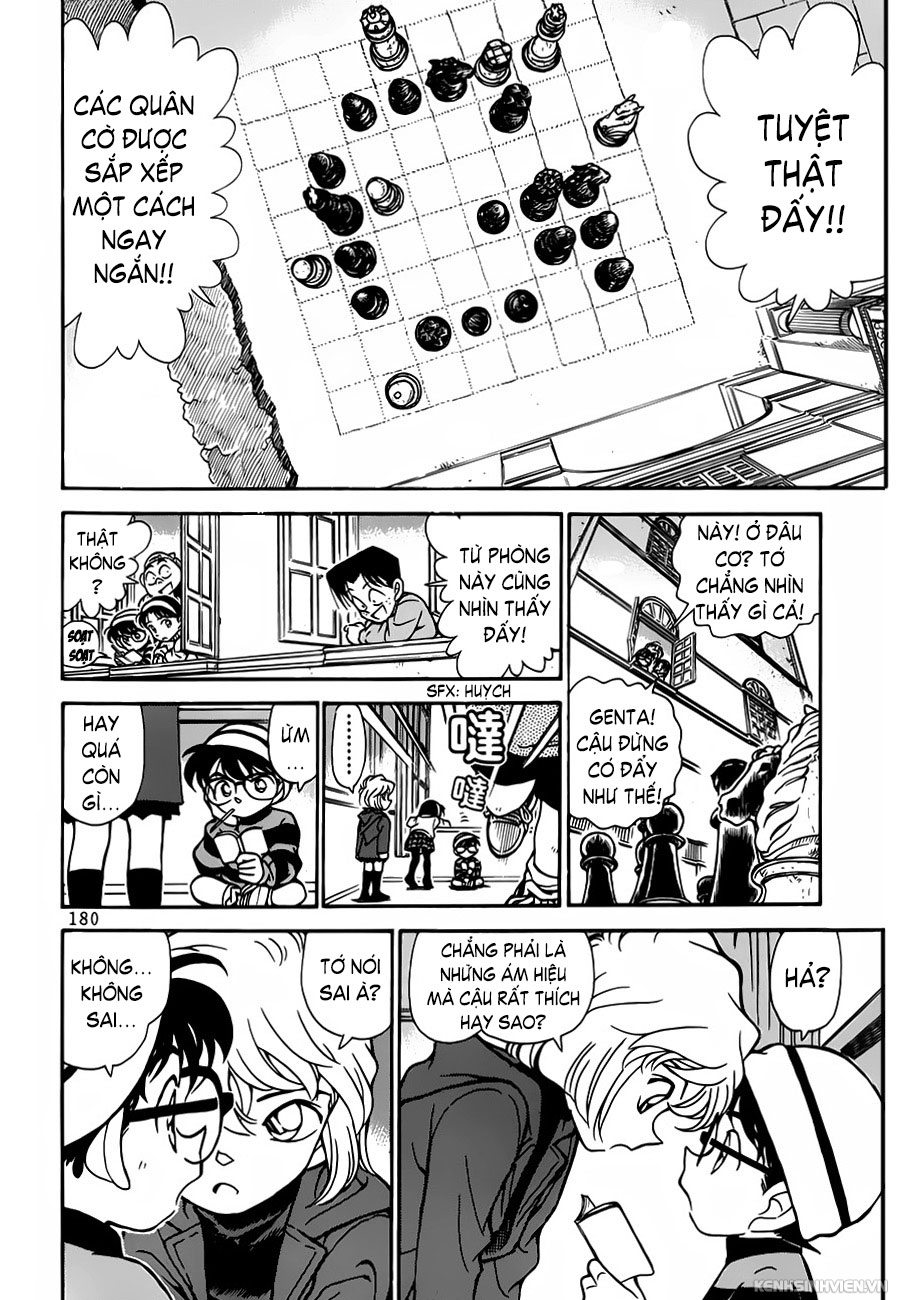 TUYỆT
THẬT
ĐẤY!!
CÁC QUÂN
CỜ ĐƯỢC
SẮP XẾP
MỘT CÁCH
NGAY
NGẮN!!
NÀY! Ở ĐÂU
CƠ? TỚ
CHẲNG NHÌN
THẤY GÌ CẢ!
GENTA!
CẬU ĐỪNG
CÓ ĐẨY
NHƯ THẾ!
TỪ PHÒNG
NÀY CŨNG
NHÌN THẤY
ĐẤY!
THẬT
KHÔNG
?
SOẠT
SOẠT
SFX: HUỴCH
噠
噠
.........
ỪM
...
HAY
QUÁ
CÒN
GÌ...
180
HẢ?
CHẲNG PHẢI LÀ
NHỮNG ÁM HIỆU
MÀ CẬU RẤT THÍCH
HAY SAO?
TỚ NÓI
SAI À?
KHÔNG...
KHÔNG
SAI...
KENHSINHVIEN.VN